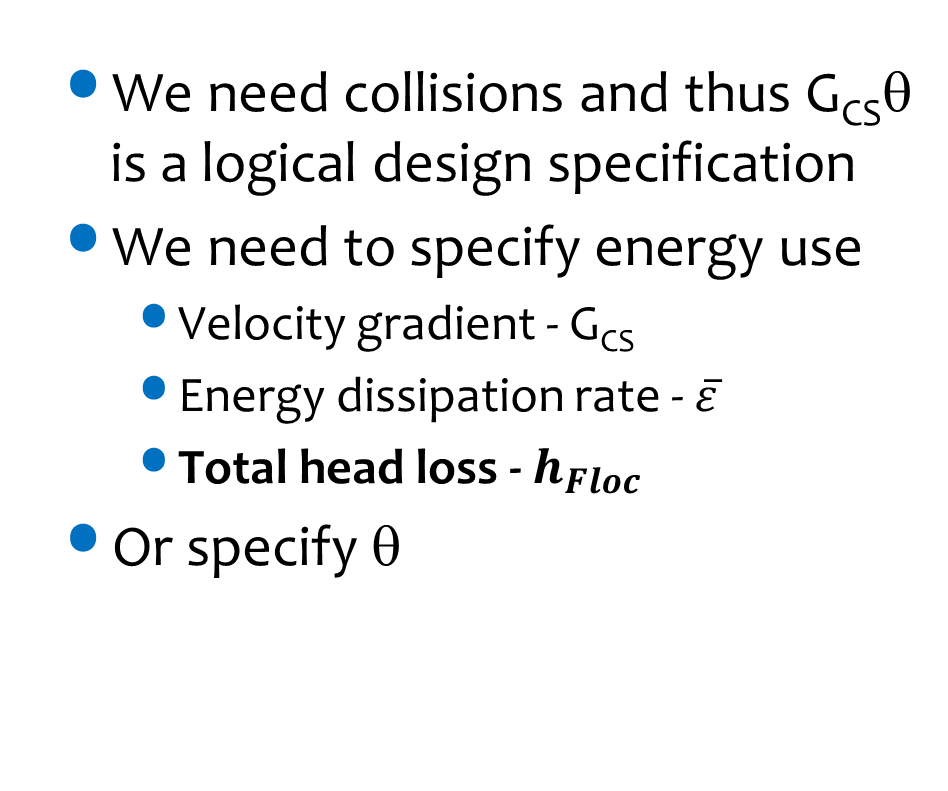 • We need collisions and thus G_CSθ
is a logical design specification
• We need to specify energy use
• Velocity gradient - G_CS
• Energy dissipation rate - ε̄
• Total head loss - h_Floc
• Or specify θ